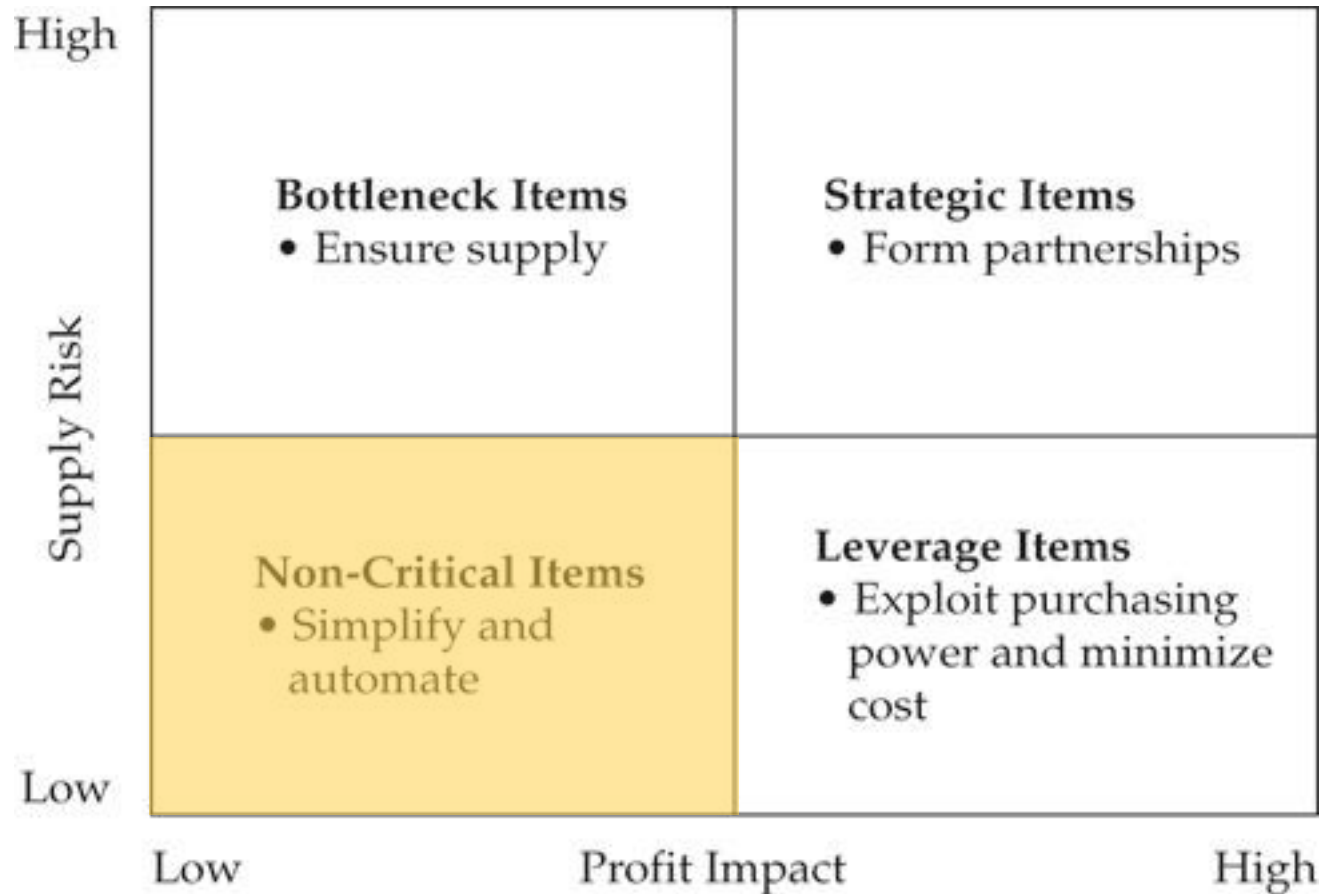 High
Bottleneck Items
• Ensure supply
Strategic Items
• Form partnerships
Supply Risk
Non-Critical Items
• Simplify and
automate
Leverage Items
• Exploit purchasing
power and minimize
cost
Low
Low
Profit Impact
High